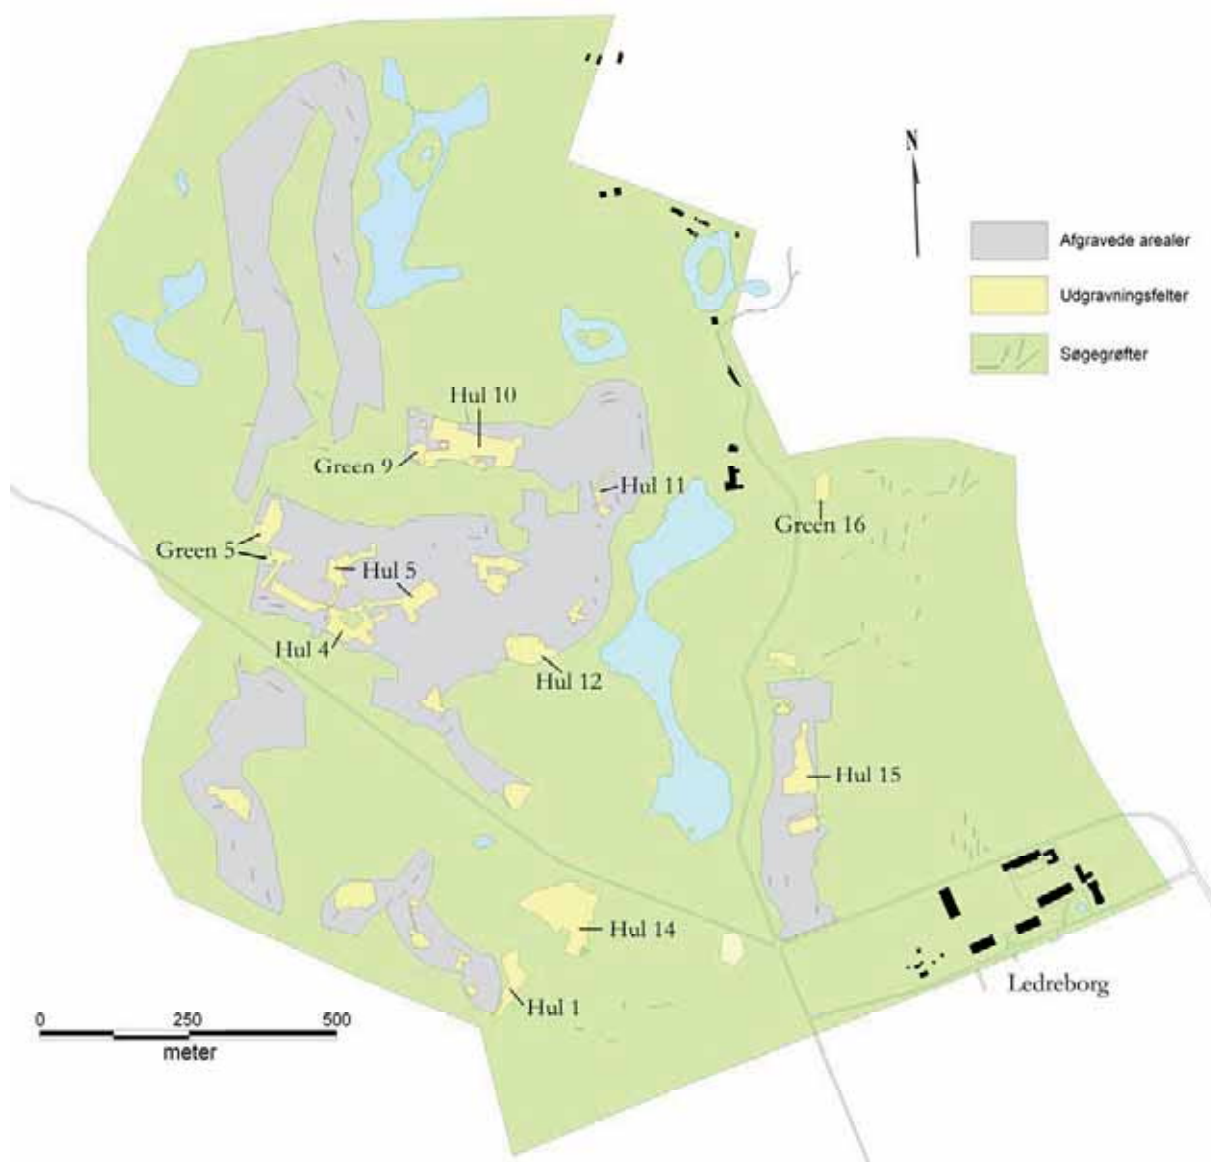 N
Afgravede arealer
Udgravningsfelter
Søgegrøfter
Hul 10
Green 9
Hul 11
Green 16
Green 5
Hul 5
Hul 4
Hul 12
Hul 15
Hul 14
Hul 1
Ledreborg
0 250 500
meter